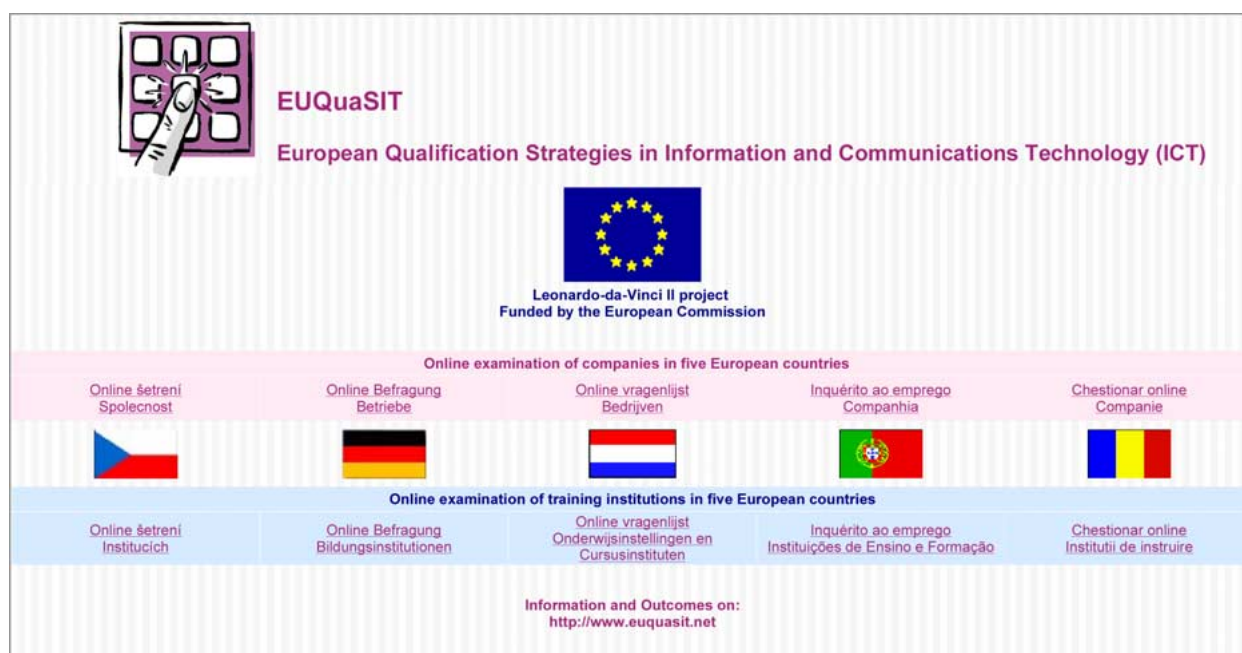 EUQuaSIT
European Qualification Strategies in Information and Communications Technology (ICT)
Leonardo-da-Vinci II project
Funded by the European Commission
Online examination of companies in five European countries
Online šetrení
Spolecnost
Online Befragung
Betriebe
Online vragenlijst
Bedrijven
Inquérito ao emprego
Companhia
Chestionar online
Companie
Online examination of training institutions in five European countries
Online šetrení
Institucích
Online Befragung
Bildungsinstitutionen
Online vragenlijst
Onderwijsinstellingen en
Cursusinstituten
Inquérito ao emprego
Instituições de Ensino e Formação
Chestionar online
Institutii de instruire
Information and Outcomes on:
http://www.euquasit.net